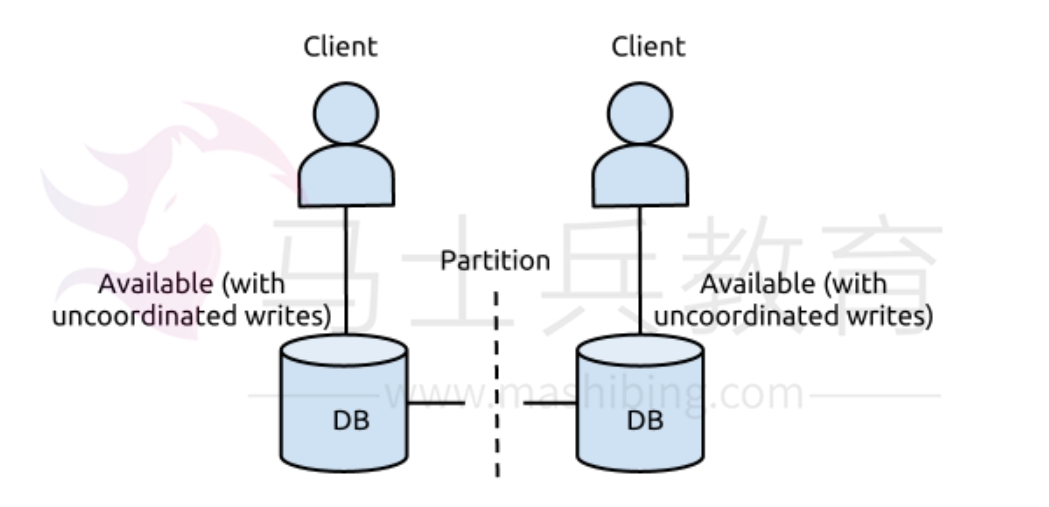 Client
Client
Partition
Available (with
uncoordinated writes)
Available (with
uncoordinated writes)
马士兵教育
www.mashibing.com
DB
DB